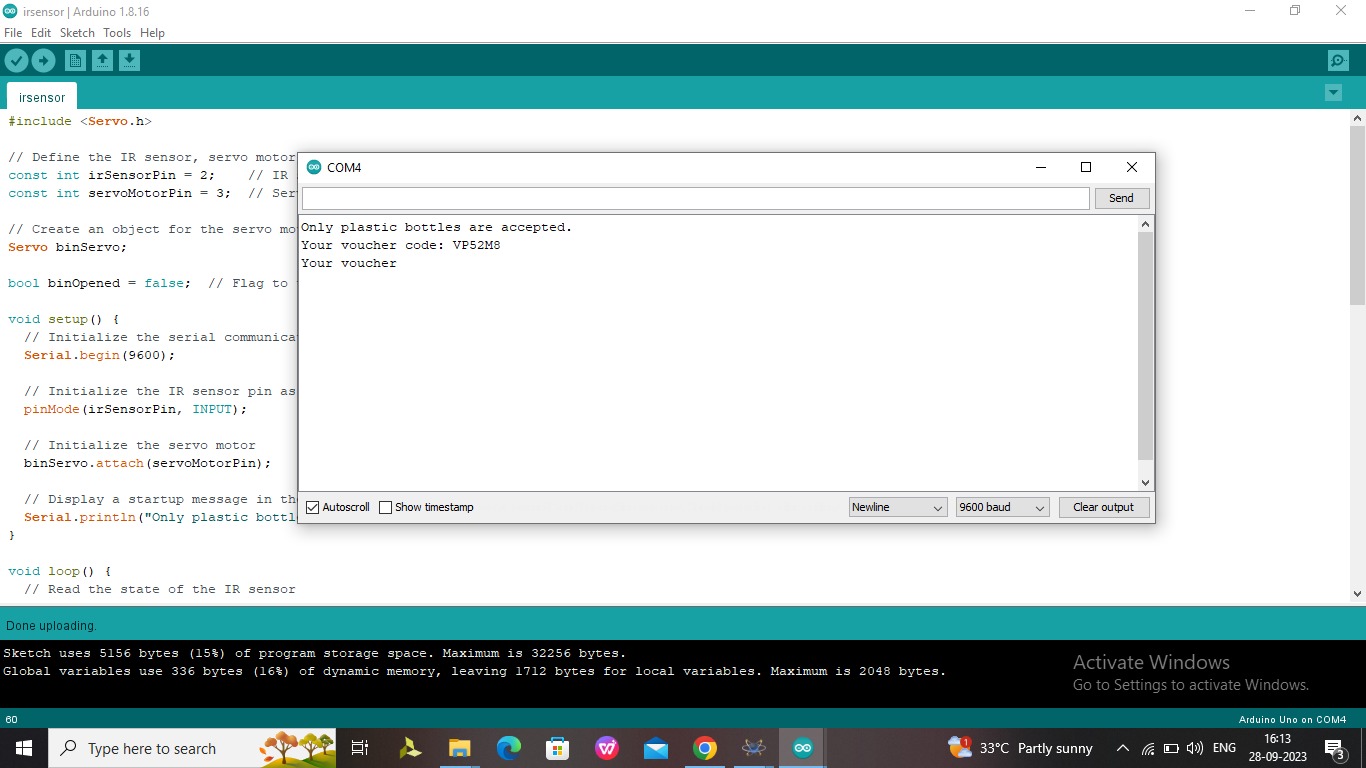 irsensor | Arduino 1.8.16
File Edit Sketch Tools Help
irsensor
#include <Servo.h>
// Define the IR sensor, servo motor
const int irSensorPin = 2;    // IR
const int servoMotorPin = 3;  // Ser
// Create an object for the servo mo
Servo binServo;
bool binOpened = false;  // Flag to
void setup() {
// Initialize the serial communica
Serial.begin(9600);
// Initialize the IR sensor pin as
pinMode(irSensorPin, INPUT);
// Initialize the servo motor
binServo.attach(servoMotorPin);
// Display a startup message in the
Serial.println("Only plastic bottl
}
void loop() {
// Read the state of the IR sensor
COM4
Send
Only plastic bottles are accepted.
Your voucher code: VP52M8
Your voucher
Autoscroll Show timestamp Newline 9600 baud Clear output
Done uploading.
Sketch uses 5156 bytes (15%) of program storage space. Maximum is 32256 bytes.
Global variables use 336 bytes (16%) of dynamic memory, leaving 1712 bytes for local variables. Maximum is 2048 bytes.
Activate Windows
Go to Settings to activate Windows.
60 Arduino Uno on COM4
Type here to search 1 33°C Partly sunny ENG 16:13
28-09-2023 3